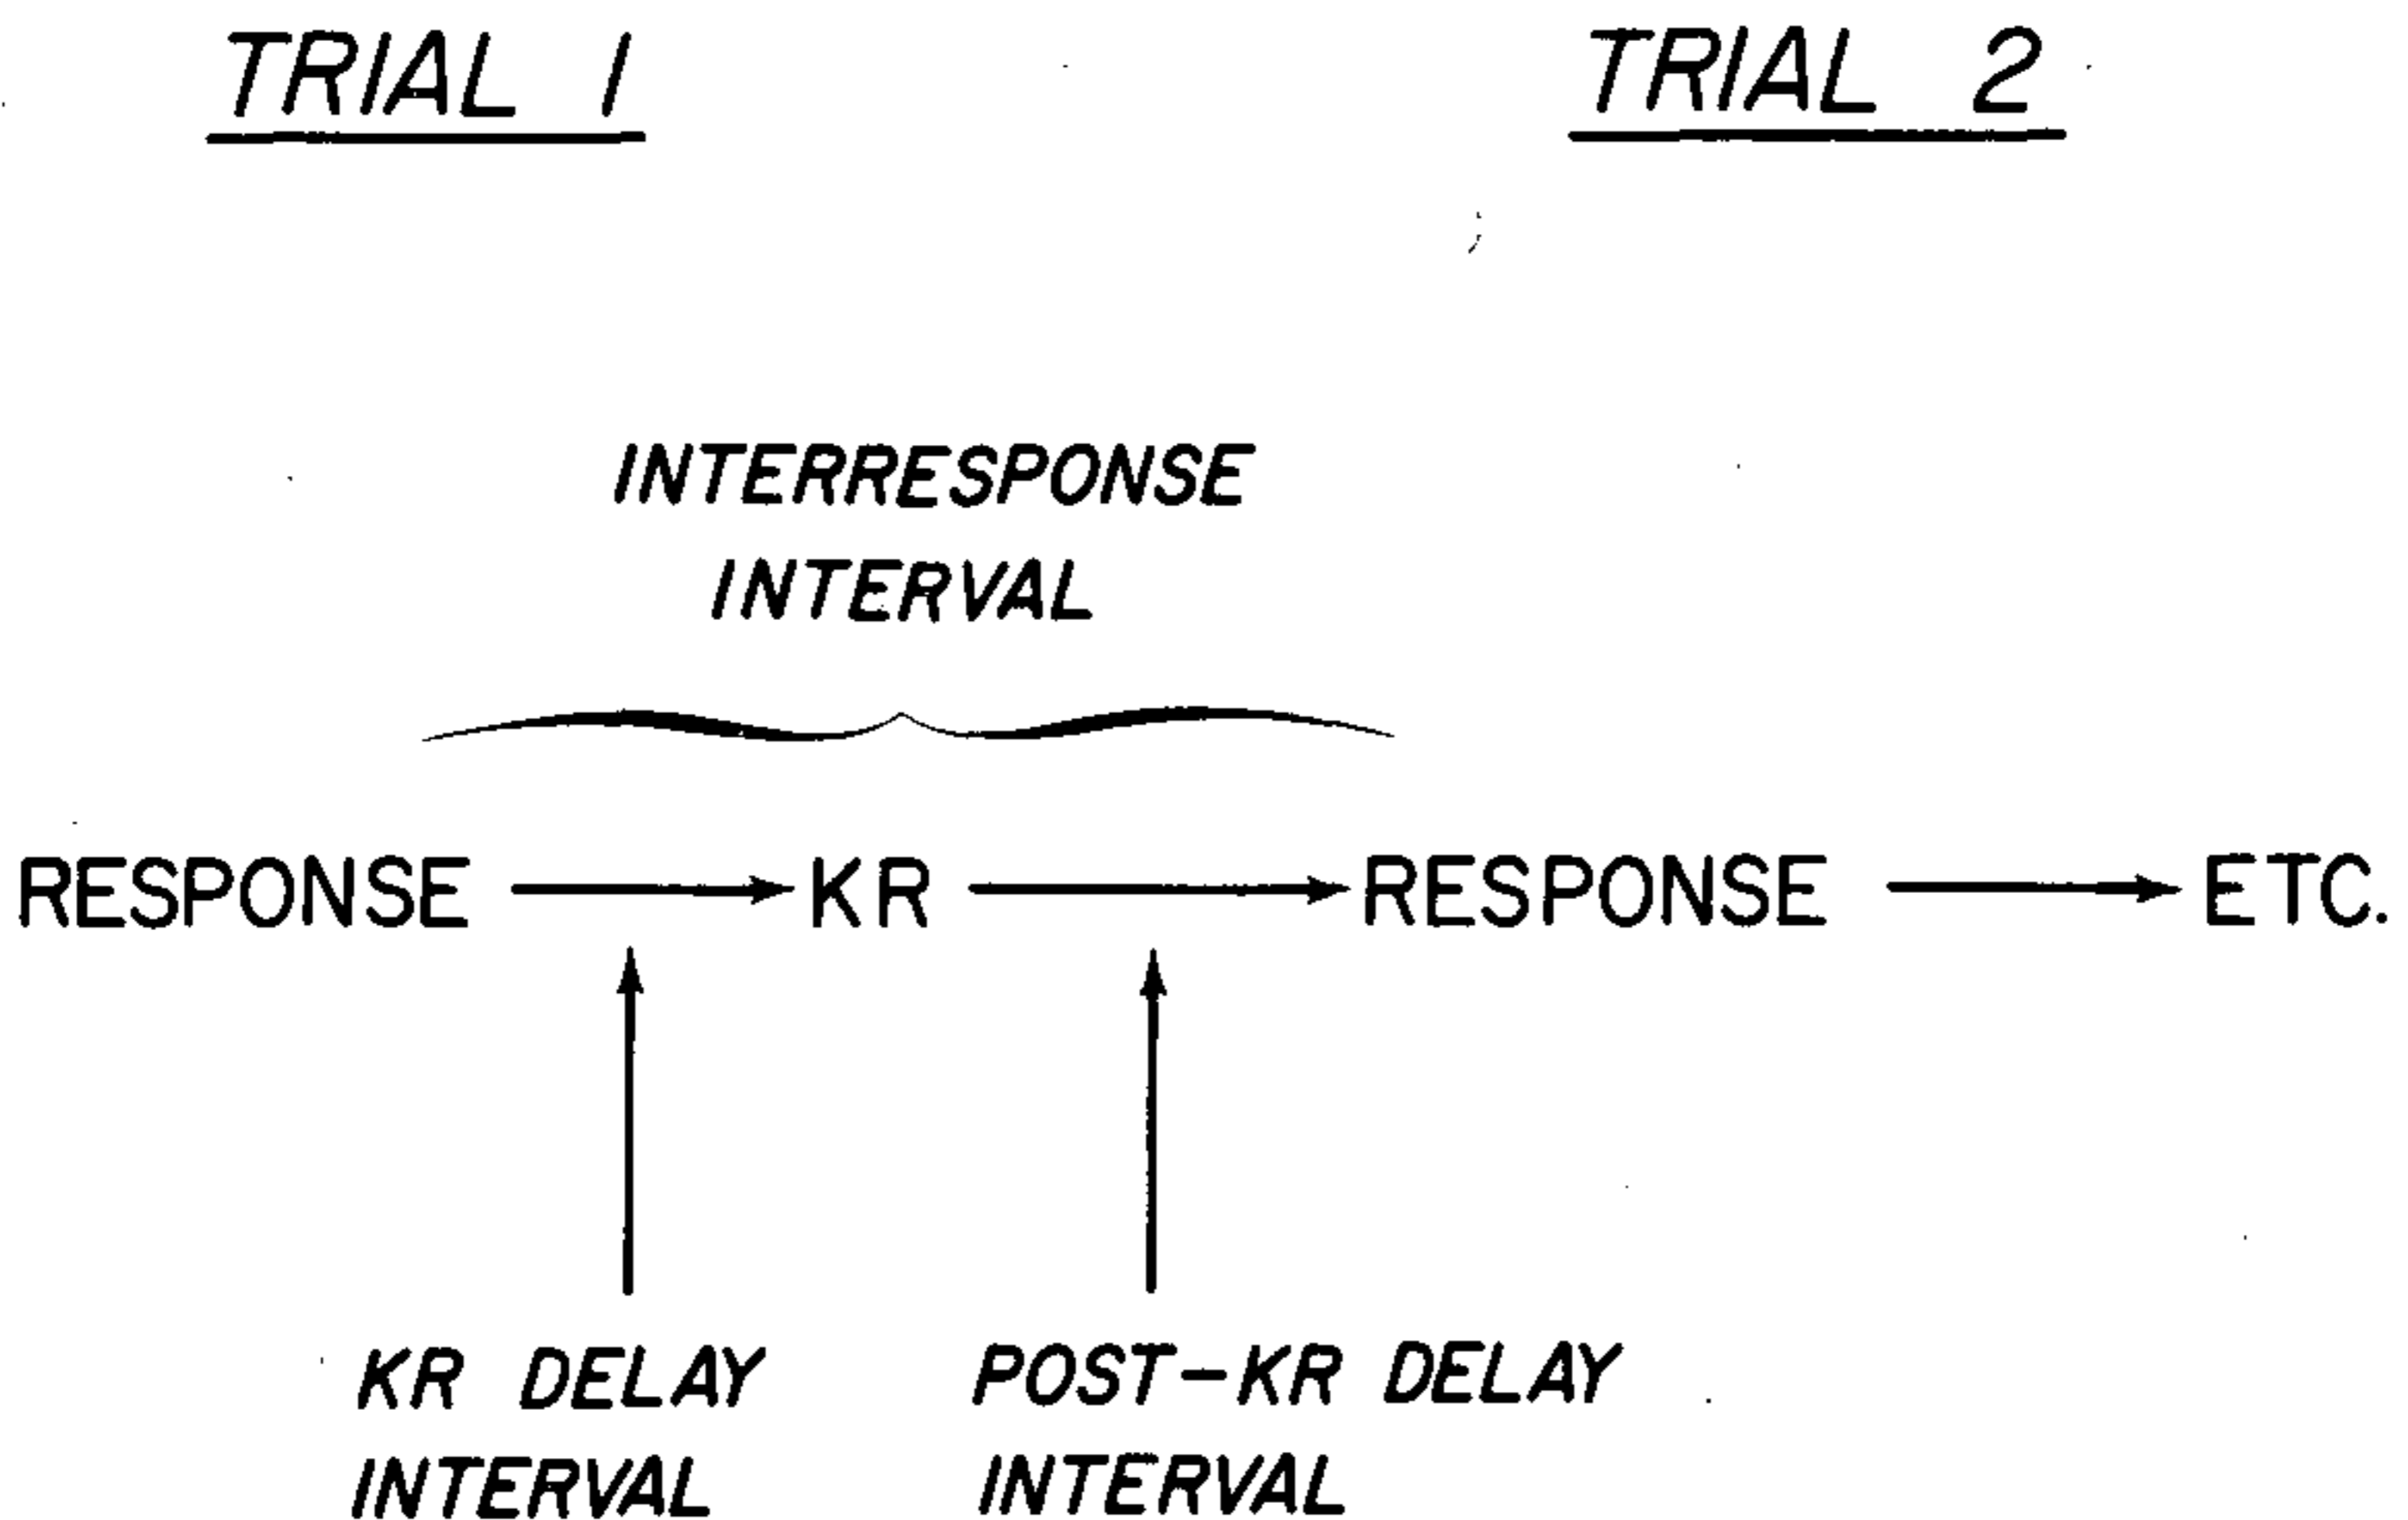 TRIAL 1
TRIAL 2
INTERRESPONSE
INTERVAL
RESPONSE
KR
RESPONSE
ETC.
KR DELAY
INTERVAL
POST-KR DELAY
INTERVAL